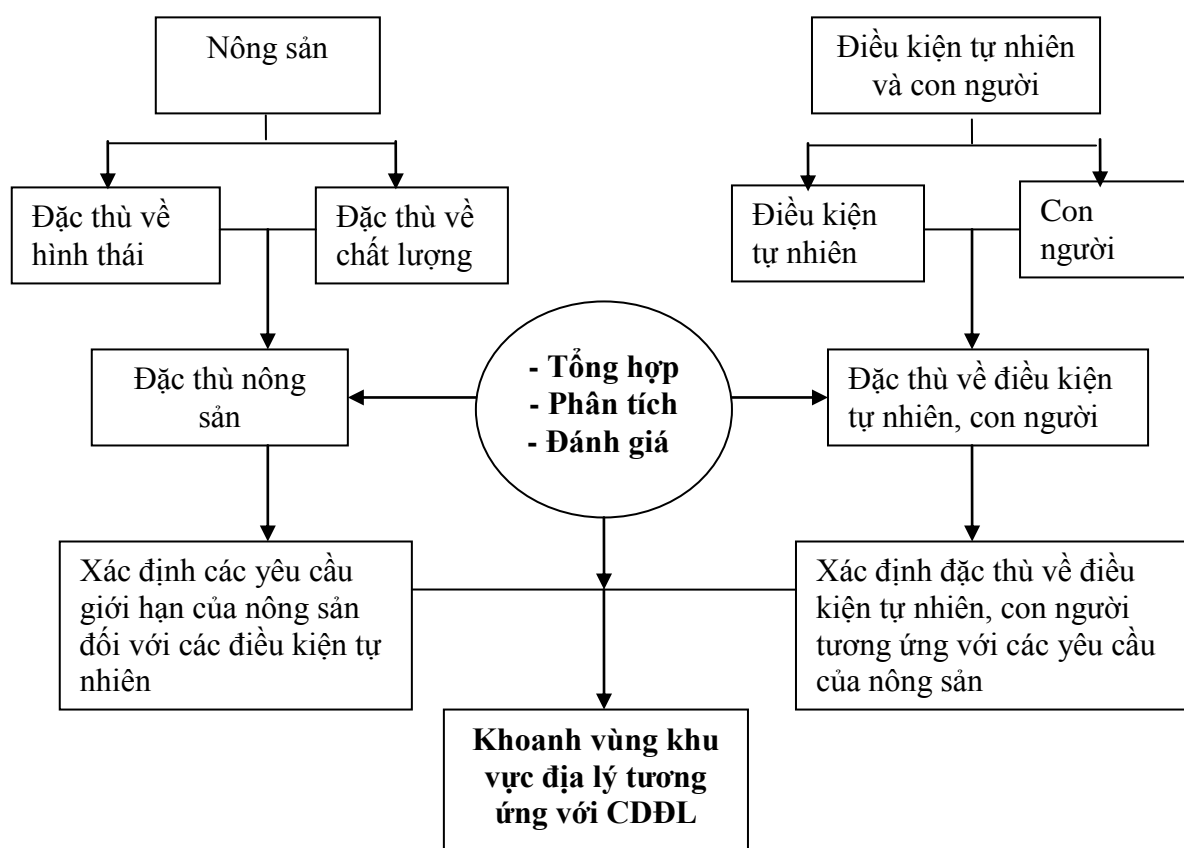 Nông sản
Điều kiện tự nhiên
và con người
Đặc thù về
hình thái
Đặc thù về
chất lượng
Điều kiện
tự nhiên
Con
người
Đặc thù nông
sản
- Tổng hợp
- Phân tích
- Đánh giá
Đặc thù về điều kiện
tự nhiên, con người
Xác định các yêu cầu
giới hạn của nông sản
đối với các điều kiện tự
nhiên
Xác định đặc thù về điều
kiện tự nhiên, con người
tương ứng với các yêu cầu
của nông sản
Khoanh vùng khu
vực địa lý tương
ứng với CDĐL